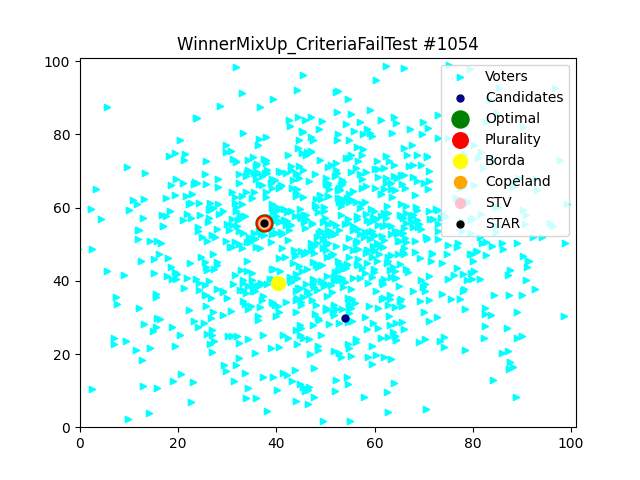 WinnerMixUp_CriteriaFailTest #1054
100
80
60
40
20
0
0
20
40
60
80
100
Voters
Candidates
Optimal
Plurality
Borda
Copeland
STV
STAR